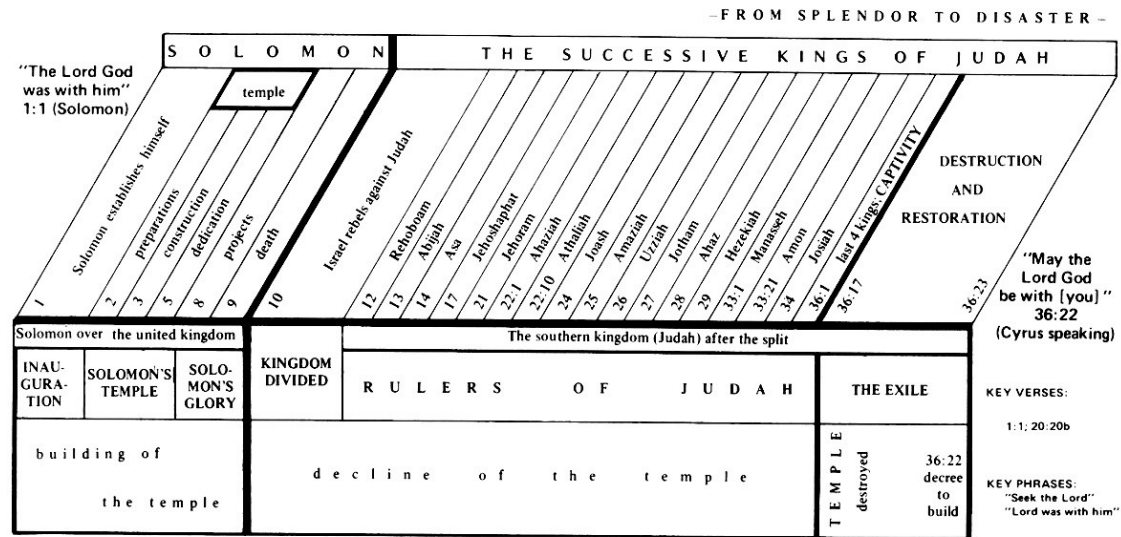 –FROM SPLENDOR TO DISASTER–
SOLOMON
THE SUCCESSIVE KINGS OF JUDAH
"The Lord God
was with him"
1:1 (Solomon)
temple
Solomon establishes himself
preparations
construction
dedication
projects
death
Israel rebels against Judah
Rehoboam
Abijah
Asa
Jehoshaphat
Jehoram
Ahaziah
Athaliah
Joash
Amaziah
Uzziah
Jotham
Ahaz
Hezekiah
Manasseh
Amon
Josiah
last 4 kings; CAPTIVITY
DESTRUCTION
AND
RESTORATION
"May the
Lord God
be with [you]"
36:22
(Cyrus speaking)
1
2
3
5
8
9
10
12
13
14
17
21
22:1
22:10
24
25
26
27
28
29
33:1
33:21
34
36:1
36:17
36:23
Solomon over the united kingdom
The southern kingdom (Judah) after the split
INAU-
GURA-
TION
SOLOMON'S
TEMPLE
SOLO-
MON'S
GLORY
KINGDOM
DIVIDED
RULERS OF JUDAH
THE EXILE
KEY VERSES:
1:1; 20:20b
building of
the temple
decline of the temple
TEMPLE
destroyed
36:22
decree
to
build
KEY PHRASES:
"Seek the Lord"
"Lord was with him"